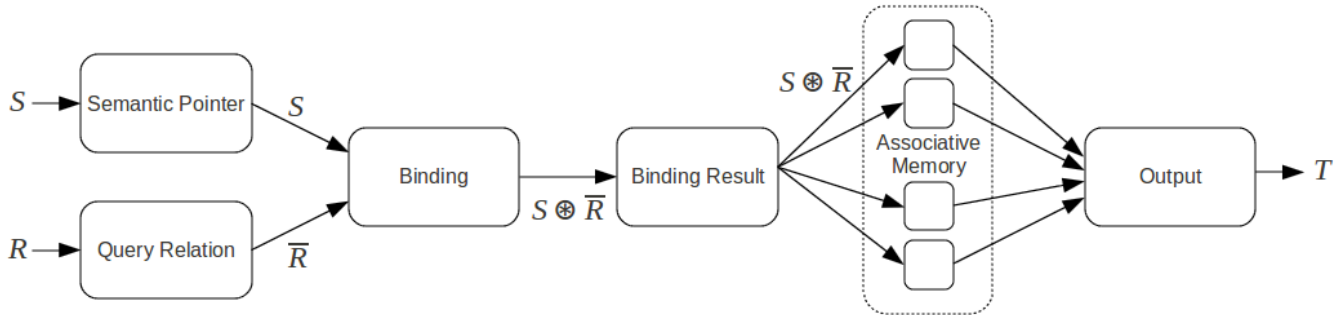 S
Semantic Pointer
S
R
Query Relation
R̅
Binding
S ⊛ R̅
Binding Result
S ⊛ R̅
Associative
Memory
Output
T